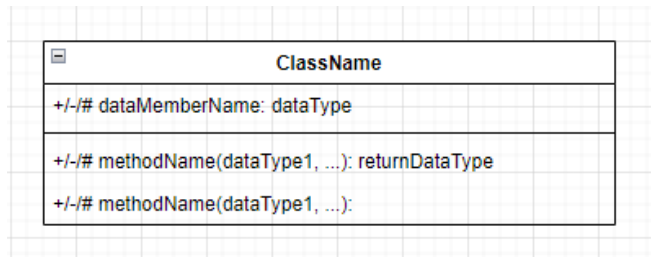 ClassName
+/-/# dataMemberName: dataType
+/-/# methodName(dataType1, ...): returnDataType
+/-/# methodName(dataType1, ...):